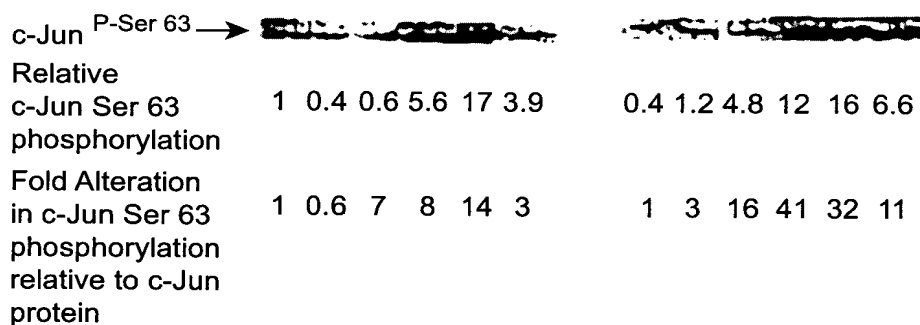 c-Jun P-Ser 63
Relative
c-Jun Ser 63
phosphorylation
1 0.4 0.6 5.6 17 3.9 0.4 1.2 4.8 12 16 6.6
Fold Alteration
in c-Jun Ser 63
phosphorylation
relative to c-Jun
protein
1 0.6 7 8 14 3 1 3 16 41 32 11